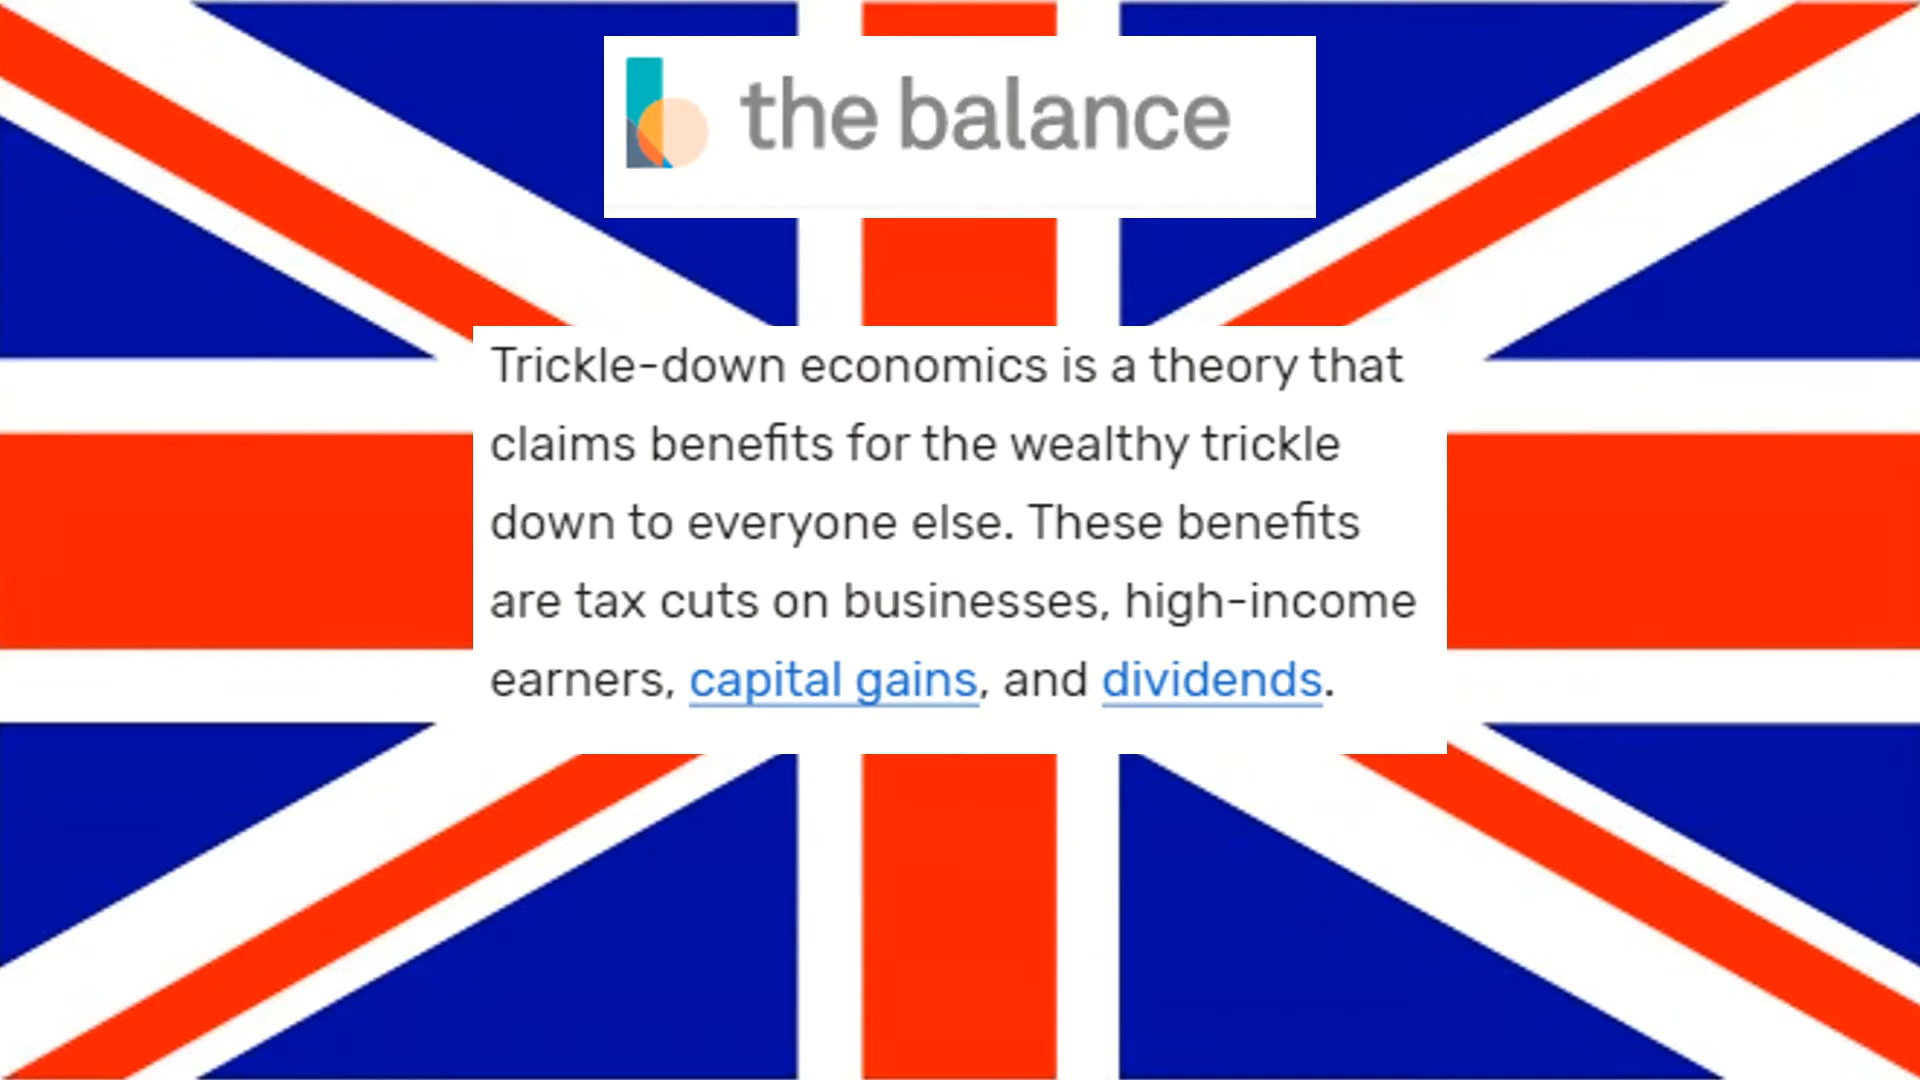 the balance
Trickle-down economics is a theory that
claims benefits for the wealthy trickle
down to everyone else. These benefits
are tax cuts on businesses, high-income
earners, capital gains, and dividends.